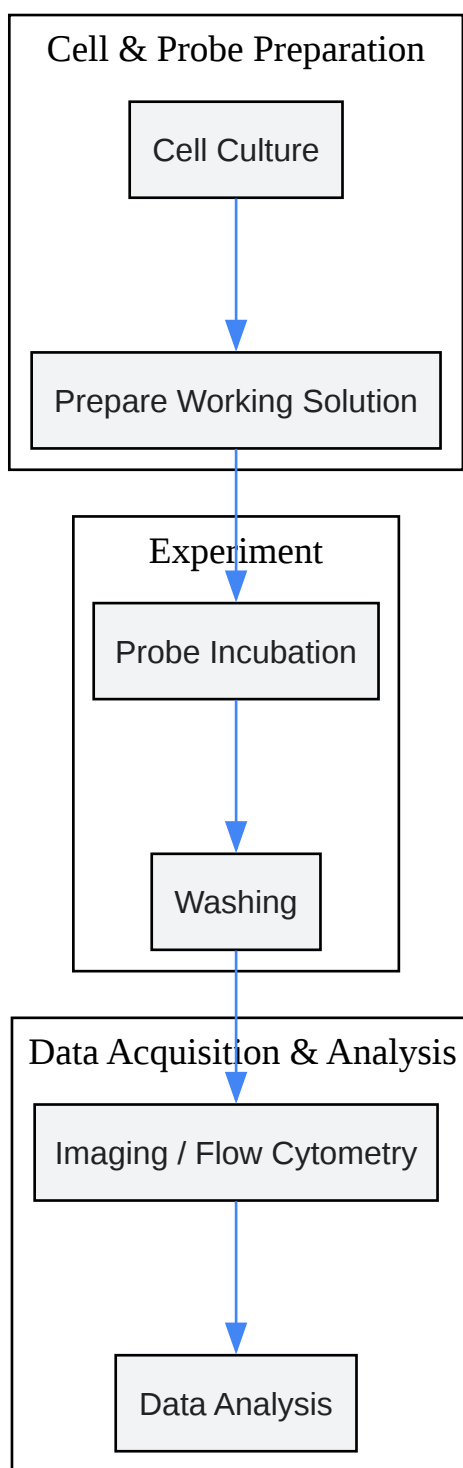 Cell & Probe Preparation
Cell Culture
Prepare Working Solution
Experiment
Probe Incubation
Washing
Data Acquisition & Analysis
Imaging / Flow Cytometry
Data Analysis